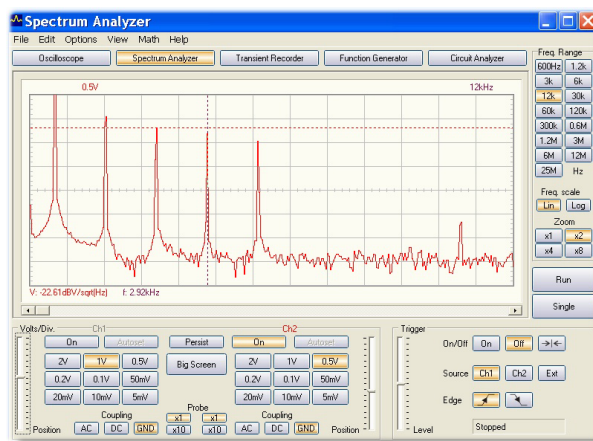 Spectrum Analyzer
File Edit Options View Math Help
Oscilloscope Spectrum Analyzer Transient Recorder Function Generator Circuit Analyzer
0.5V 12kHz
V: -22.61dBV/sqrt(Hz) f: 2.92kHz
Freq. Range
600Hz 1.2k
3k 6k
12k 30k
60k 120k
300k 0.6M
1.2M 3M
6M 12M
25M Hz
Freq. scale
Lin Log
Zoom
x1 x2
x4 x8
Run
Single
Volts/Div. Ch1 Ch2
On Autoset Persist On Autoset
2V 1V 0.5V Big Screen 2V 1V 0.5V
0.2V 0.1V 50mV 0.2V 0.1V 50mV
20mV 10mV 5mV 20mV 10mV 5mV
Probe
Coupling x1 x1 Coupling
Position AC DC GND x10 x10 AC DC GND Position
Trigger
On/Off On Off
Source Ch1 Ch2 Ext
Edge
Level Stopped